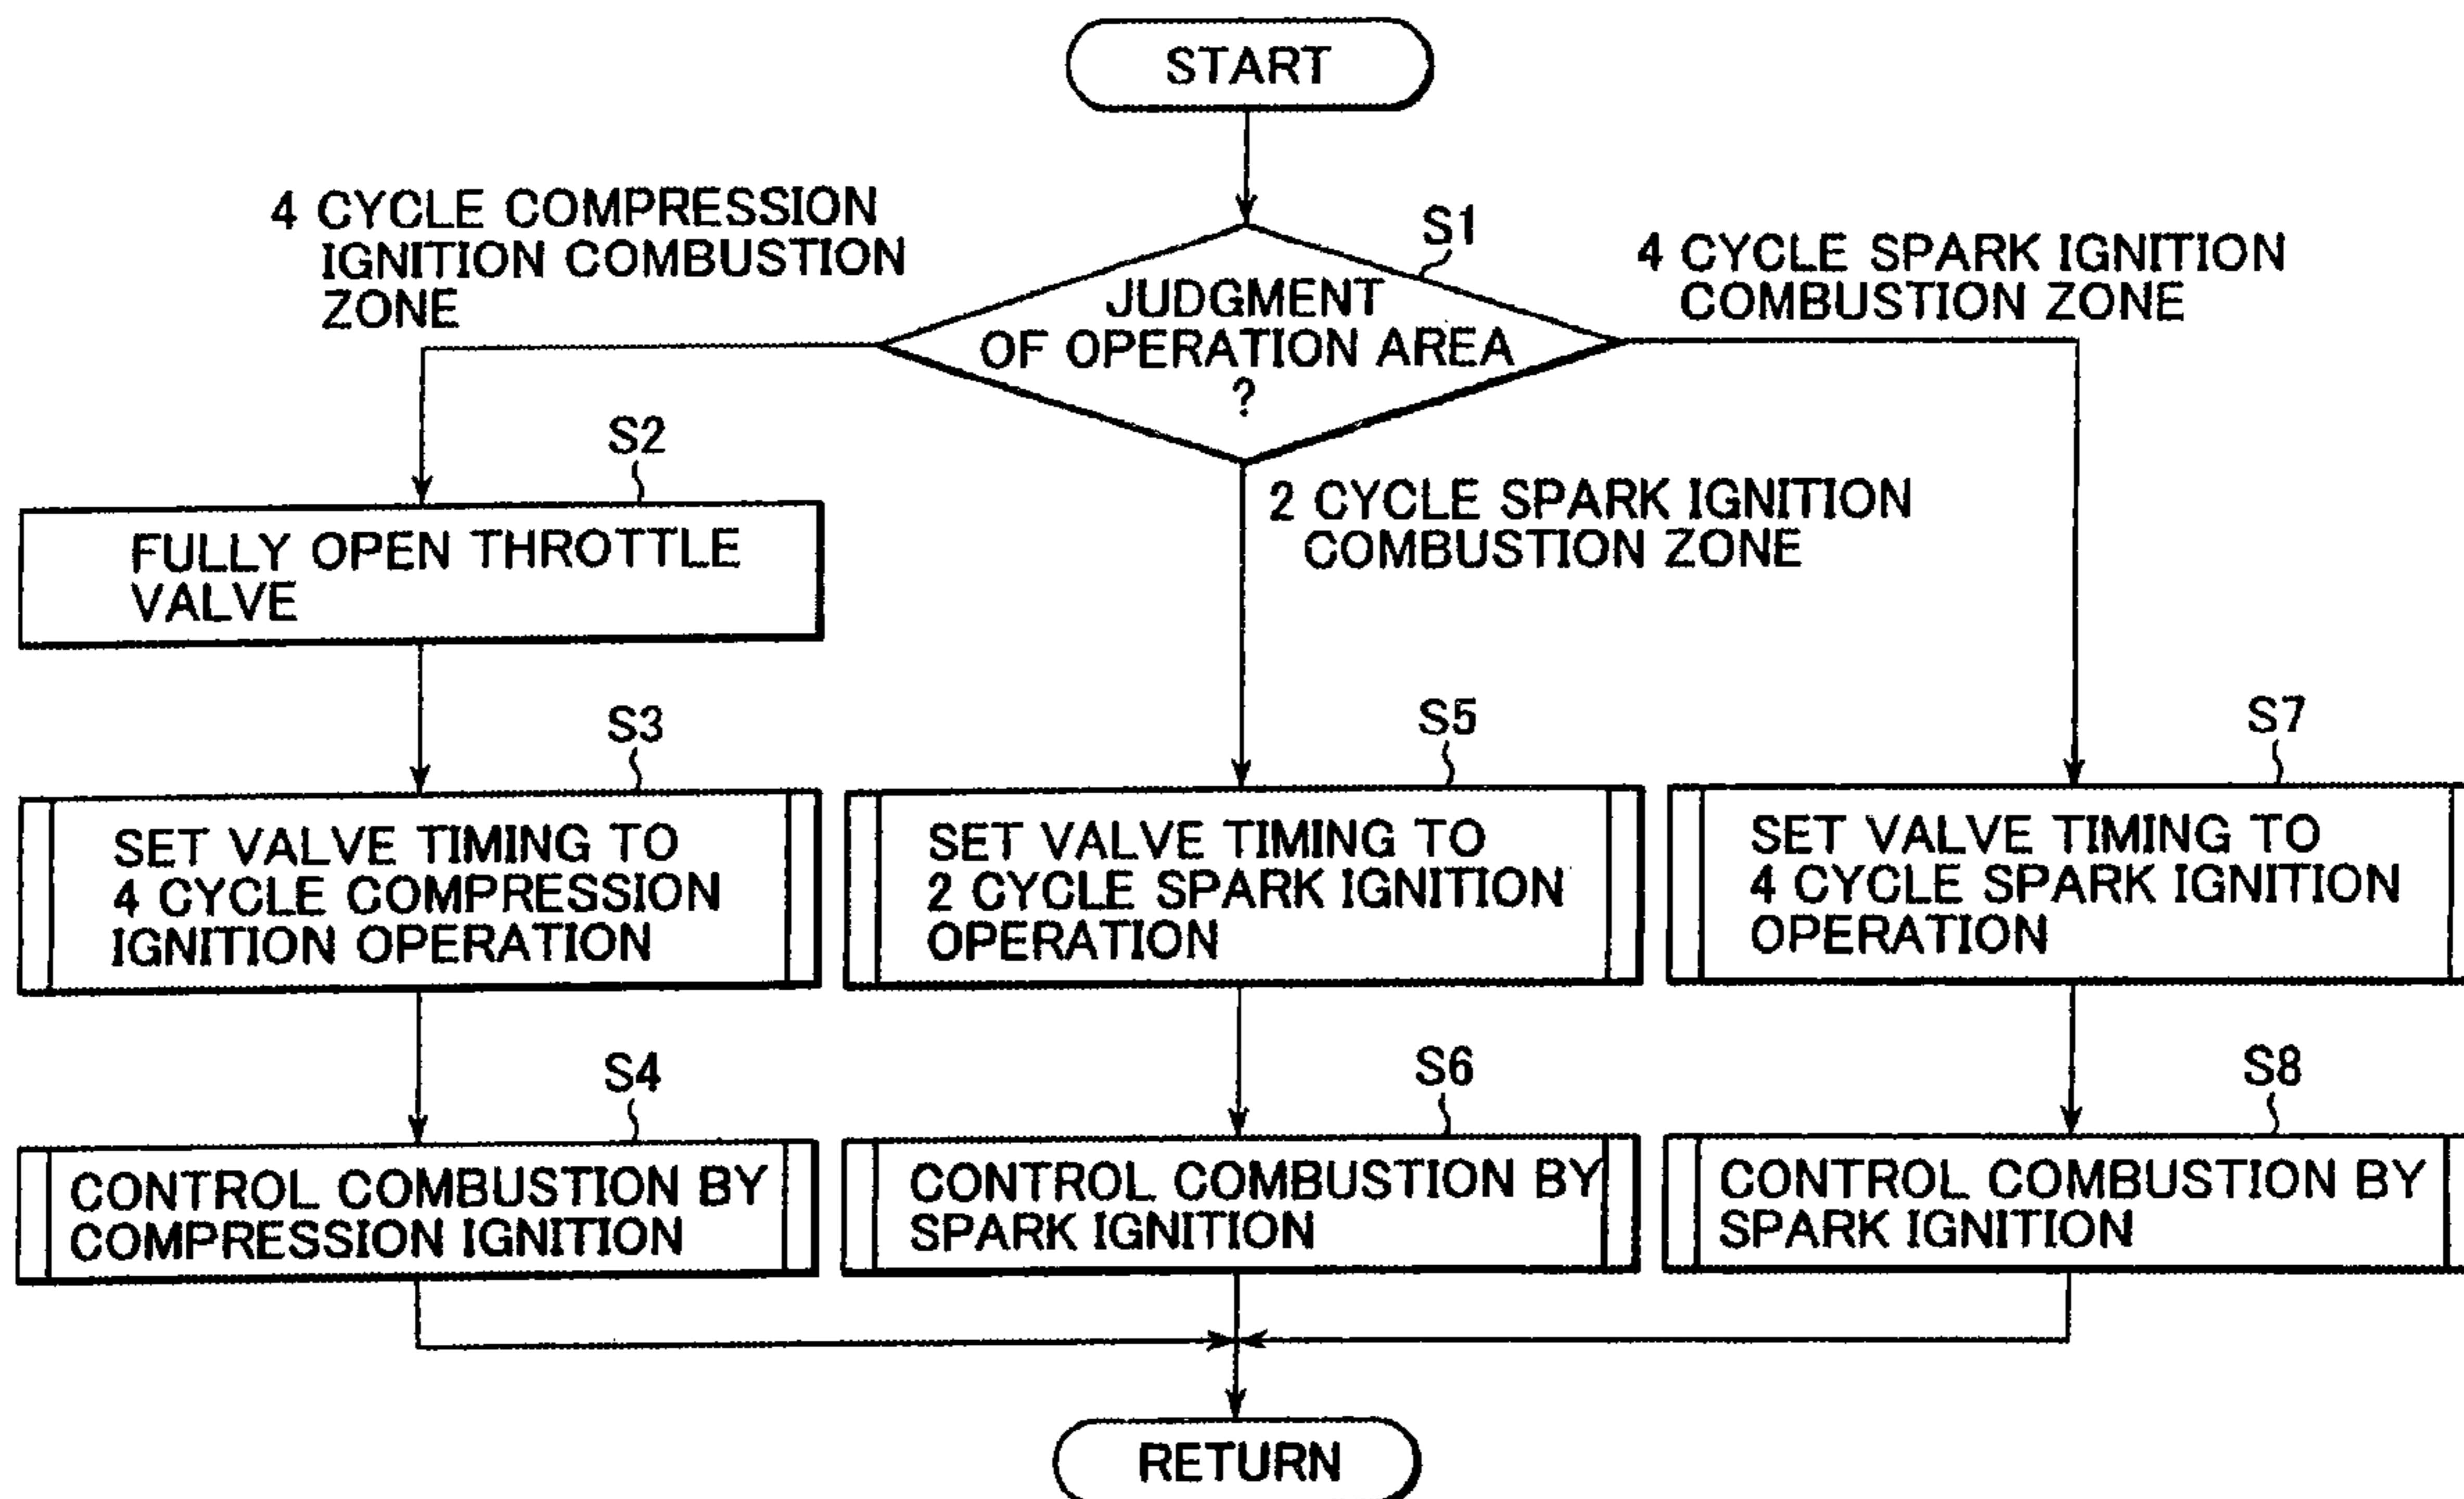 START
4 CYCLE COMPRESSION
IGNITION COMBUSTION
ZONE
S1
JUDGMENT
OF OPERATION AREA
?
4 CYCLE SPARK IGNITION
COMBUSTION ZONE
2 CYCLE SPARK IGNITION
COMBUSTION ZONE
S2
FULLY OPEN THROTTLE
VALVE
S3
SET VALVE TIMING TO
4 CYCLE COMPRESSION
IGNITION OPERATION
S5
SET VALVE TIMING TO
2 CYCLE SPARK IGNITION
OPERATION
S7
SET VALVE TIMING TO
4 CYCLE SPARK IGNITION
OPERATION
S4
CONTROL COMBUSTION BY
COMPRESSION IGNITION
S6
CONTROL COMBUSTION BY
SPARK IGNITION
S8
CONTROL COMBUSTION BY
SPARK IGNITION
RETURN